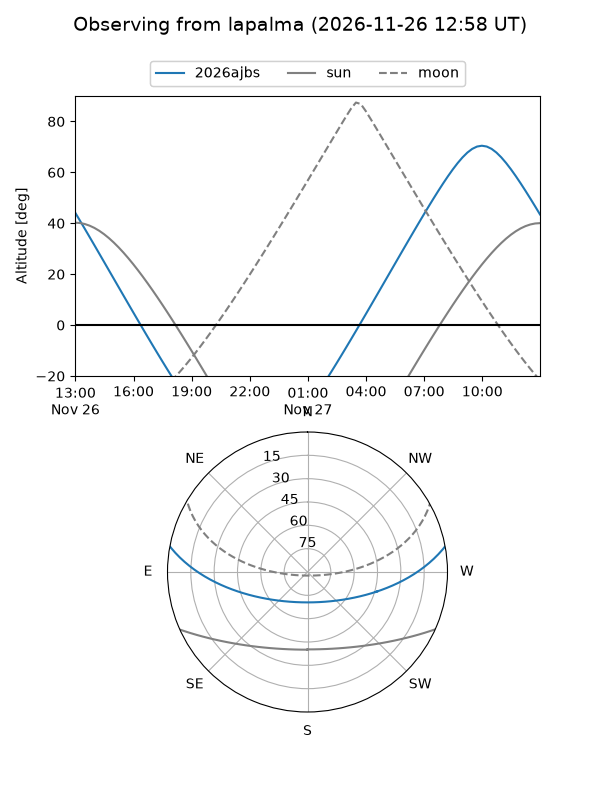 Observing from lapalma (2026-11-26 12:58 UT)
2026ajbs sun moon
80
60
40
20
0
−20
Altitude [deg]
13:00 16:00 19:00 22:00 01:00 04:00 07:00 10:00
Nov 26 Nov 27
N
NE NW
15
30
45
60
75
E W
SE SW
S